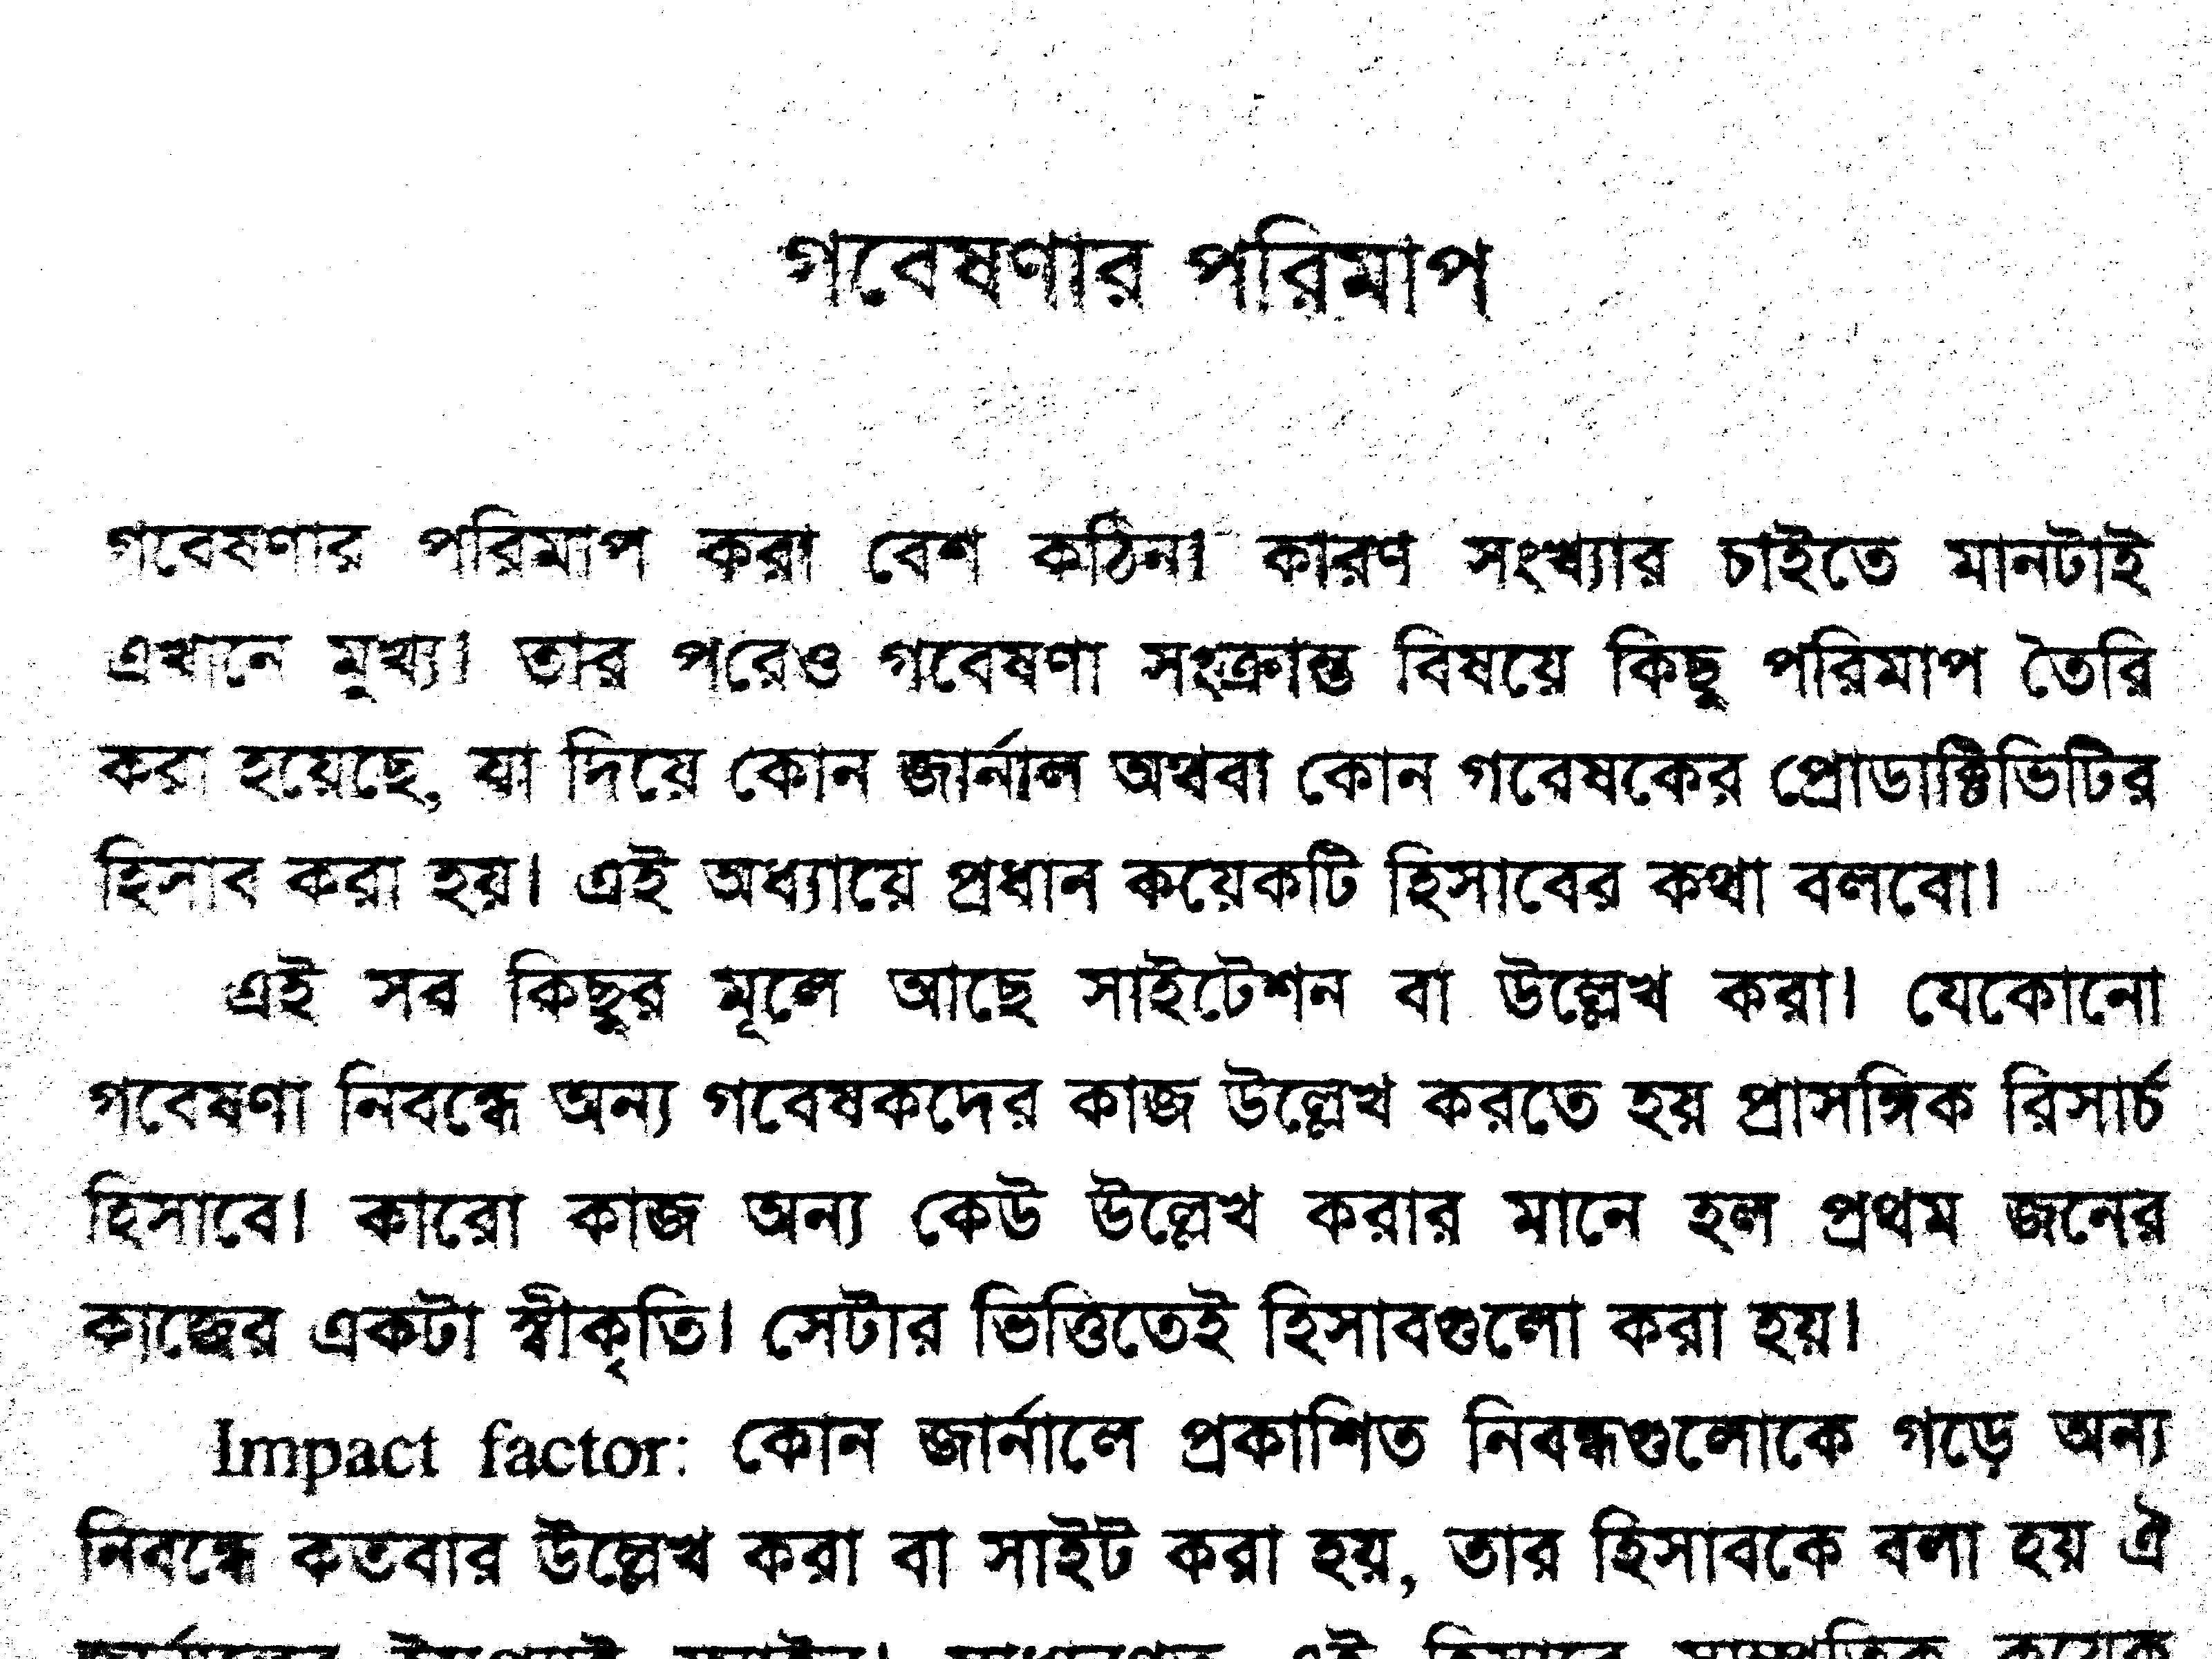 গবেষণার পরিমাপ
গবেষণার পরিমাপ করা বেশ কঠিন। কারণ সংখ্যার চাইতে মানটাই
এখানে মুখ্য। তার পরেও গবেষণা সংক্রান্ত বিষয়ে কিছু পরিমাপ তৈরি
করা হয়েছে, যা দিয়ে কোন জার্নাল অথবা কোন গবেষকের প্রোডাক্টিভিটির
হিসাব করা হয়। এই অধ্যায়ে প্রধান কয়েকটি হিসাবের কথা বলবো।
এই সব কিছুর মূলে আছে সাইটেশন বা উল্লেখ করা। যেকোনো
গবেষণা নিবন্ধে অন্য গবেষকদের কাজ উল্লেখ করতে হয় প্রাসঙ্গিক রিসার্চ
হিসাবে। কারো কাজ অন্য কেউ উল্লেখ করার মানে হল প্রথম জনের
কাজের একটা স্বীকৃতি। সেটার ভিত্তিতেই হিসাবগুলো করা হয়।
Impact factor: কোন জার্নালে প্রকাশিত নিবন্ধগুলোকে গড়ে অন্য
নিবন্ধে কতবার উল্লেখ করা বা সাইট করা হয়, তার হিসাবকে বলা হয় ঐ